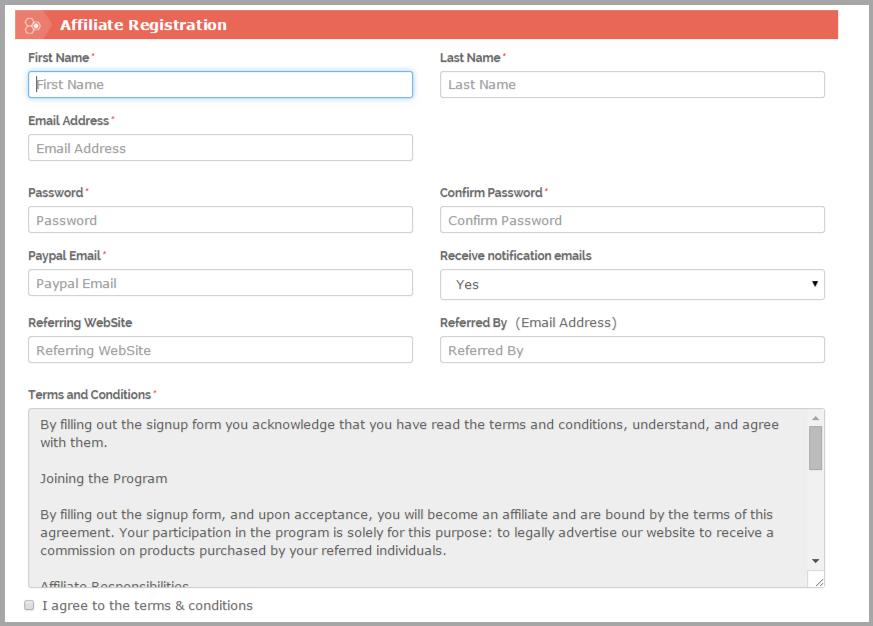 Affiliate Registration
First Name* Last Name*
First Name Last Name
Email Address*
Email Address
Password* Confirm Password*
Password Confirm Password
Paypal Email* Receive notification emails
Paypal Email Yes
Referring WebSite Referred By (Email Address)
Referring WebSite Referred By
Terms and Conditions*
By filling out the signup form you acknowledge that you have read the terms and conditions, understand, and agree
with them.
Joining the Program
By filling out the signup form, and upon acceptance, you will become an affiliate and are bound by the terms of this
agreement. Your participation in the program is solely for this purpose: to legally advertise our website to receive a
commission on products purchased by your referred individuals.
Affiliate Responsibilities
I agree to the terms & conditions